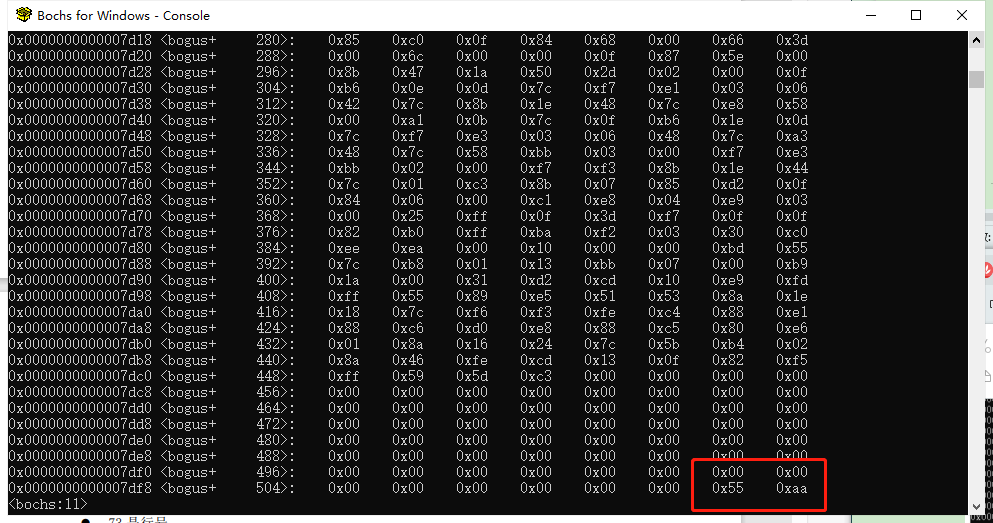 Bochs for Windows - Console
0x0000000000007d18 <bogus+ 280>: 0x85 0xc0 0x0f 0x84 0x68 0x00 0x66 0x3d
0x0000000000007d20 <bogus+ 288>: 0x00 0x6c 0x00 0x00 0x0f 0x87 0x5e 0x00
0x0000000000007d28 <bogus+ 296>: 0x8b 0x47 0x1a 0x50 0x2d 0x02 0x00 0x0f
0x0000000000007d30 <bogus+ 304>: 0xb6 0x0e 0x0d 0x7c 0xf7 0xe1 0x03 0x06
0x0000000000007d38 <bogus+ 312>: 0x42 0x7c 0x8b 0x1e 0x48 0x7c 0xe8 0x58
0x0000000000007d40 <bogus+ 320>: 0x00 0xa1 0x0b 0x7c 0x0f 0xb6 0x1e 0x0d
0x0000000000007d48 <bogus+ 328>: 0x7c 0xf7 0xe3 0x03 0x06 0x48 0x7c 0xa3
0x0000000000007d50 <bogus+ 336>: 0x48 0x7c 0x58 0xbb 0x03 0x00 0xf7 0xe3
0x0000000000007d58 <bogus+ 344>: 0xbb 0x02 0x00 0xf7 0xf3 0x8b 0x1e 0x44
0x0000000000007d60 <bogus+ 352>: 0x7c 0x01 0xc3 0x8b 0x07 0x85 0xd2 0x0f
0x0000000000007d68 <bogus+ 360>: 0x84 0x06 0x00 0xc1 0xe8 0x04 0xe9 0x03
0x0000000000007d70 <bogus+ 368>: 0x00 0x25 0xff 0x0f 0x3d 0xf7 0x0f 0x0f
0x0000000000007d78 <bogus+ 376>: 0x82 0xb0 0xff 0xba 0xf2 0x03 0x30 0xc0
0x0000000000007d80 <bogus+ 384>: 0xee 0xea 0x00 0x10 0x00 0x00 0xbd 0x55
0x0000000000007d88 <bogus+ 392>: 0x7c 0xb8 0x01 0x13 0xbb 0x07 0x00 0xb9
0x0000000000007d90 <bogus+ 400>: 0x1a 0x00 0x31 0xd2 0xcd 0x10 0xe9 0xfd
0x0000000000007d98 <bogus+ 408>: 0xff 0x55 0x89 0xe5 0x51 0x53 0x8a 0x1e
0x0000000000007da0 <bogus+ 416>: 0x18 0x7c 0xf6 0xf3 0xfe 0xc4 0x88 0xe1
0x0000000000007da8 <bogus+ 424>: 0x88 0xc6 0xd0 0xe8 0x88 0xc5 0x80 0xe6
0x0000000000007db0 <bogus+ 432>: 0x01 0x8a 0x16 0x24 0x7c 0x5b 0xb4 0x02
0x0000000000007db8 <bogus+ 440>: 0x8a 0x46 0xfe 0xcd 0x13 0x0f 0x82 0xf5
0x0000000000007dc0 <bogus+ 448>: 0xff 0x59 0x5d 0xc3 0x00 0x00 0x00 0x00
0x0000000000007dc8 <bogus+ 456>: 0x00 0x00 0x00 0x00 0x00 0x00 0x00 0x00
0x0000000000007dd0 <bogus+ 464>: 0x00 0x00 0x00 0x00 0x00 0x00 0x00 0x00
0x0000000000007dd8 <bogus+ 472>: 0x00 0x00 0x00 0x00 0x00 0x00 0x00 0x00
0x0000000000007de0 <bogus+ 480>: 0x00 0x00 0x00 0x00 0x00 0x00 0x00 0x00
0x0000000000007de8 <bogus+ 488>: 0x00 0x00 0x00 0x00 0x00 0x00 0x00 0x00
0x0000000000007df0 <bogus+ 496>: 0x00 0x00 0x00 0x00 0x00 0x00 0x00 0x00
0x0000000000007df8 <bogus+ 504>: 0x00 0x00 0x00 0x00 0x00 0x00 0x55 0xaa
<bochs:11>